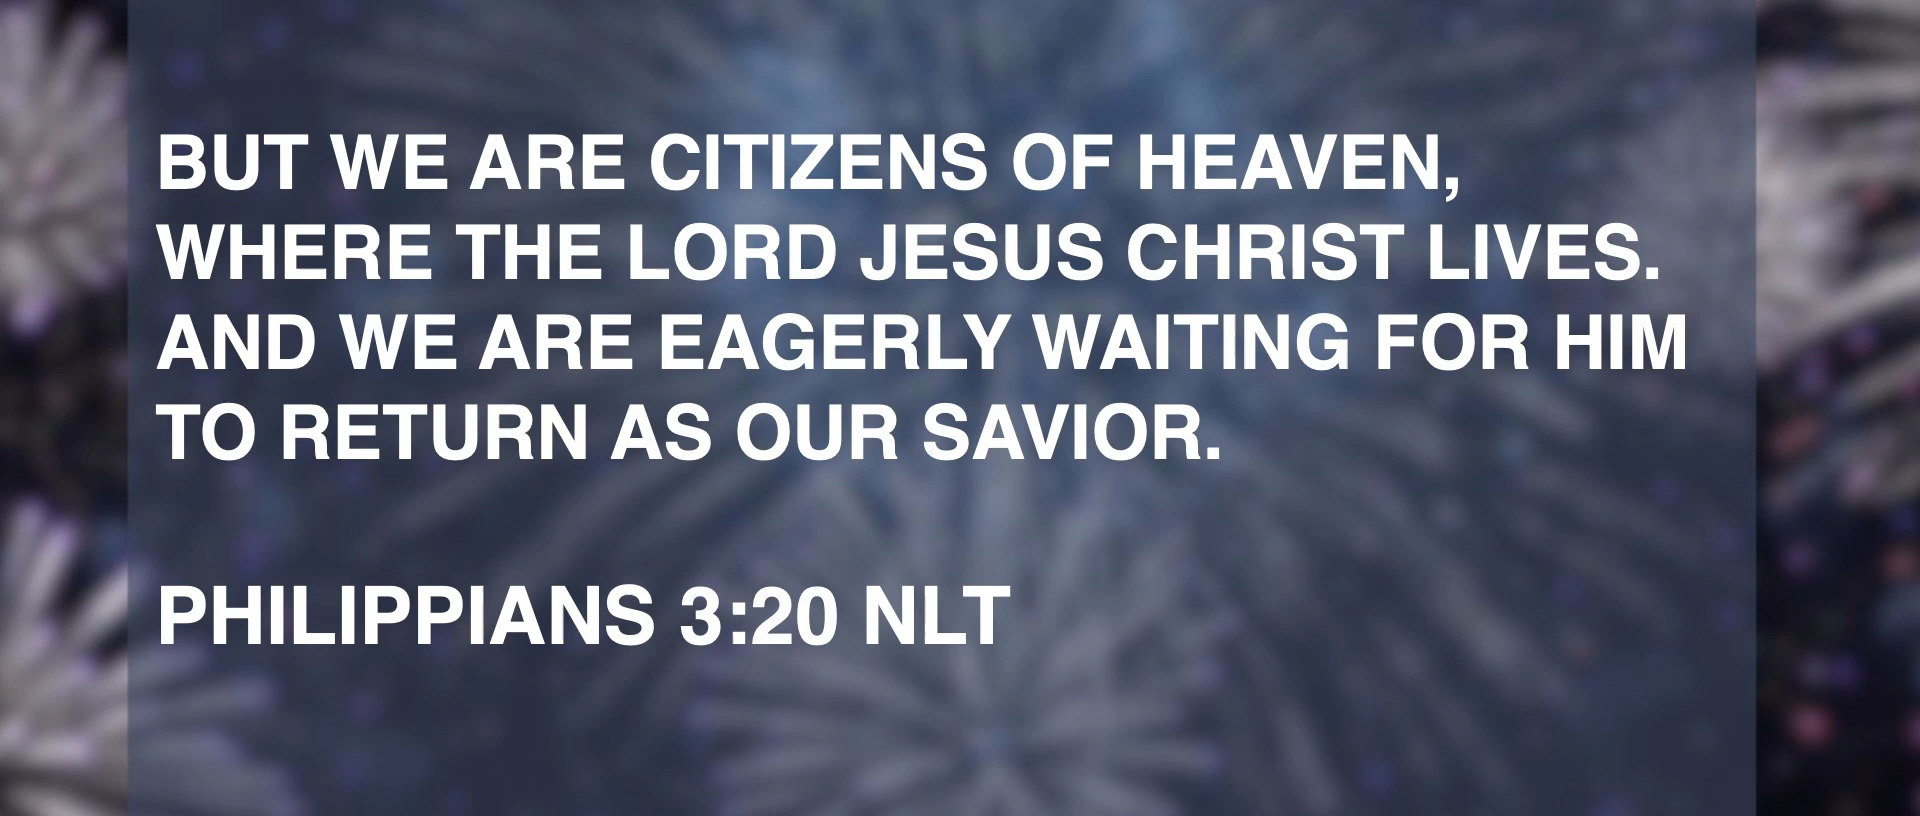 BUT WE ARE CITIZENS OF HEAVEN,
WHERE THE LORD JESUS CHRIST LIVES.
AND WE ARE EAGERLY WAITING FOR HIM
TO RETURN AS OUR SAVIOR.
PHILIPPIANS 3:20 NLT